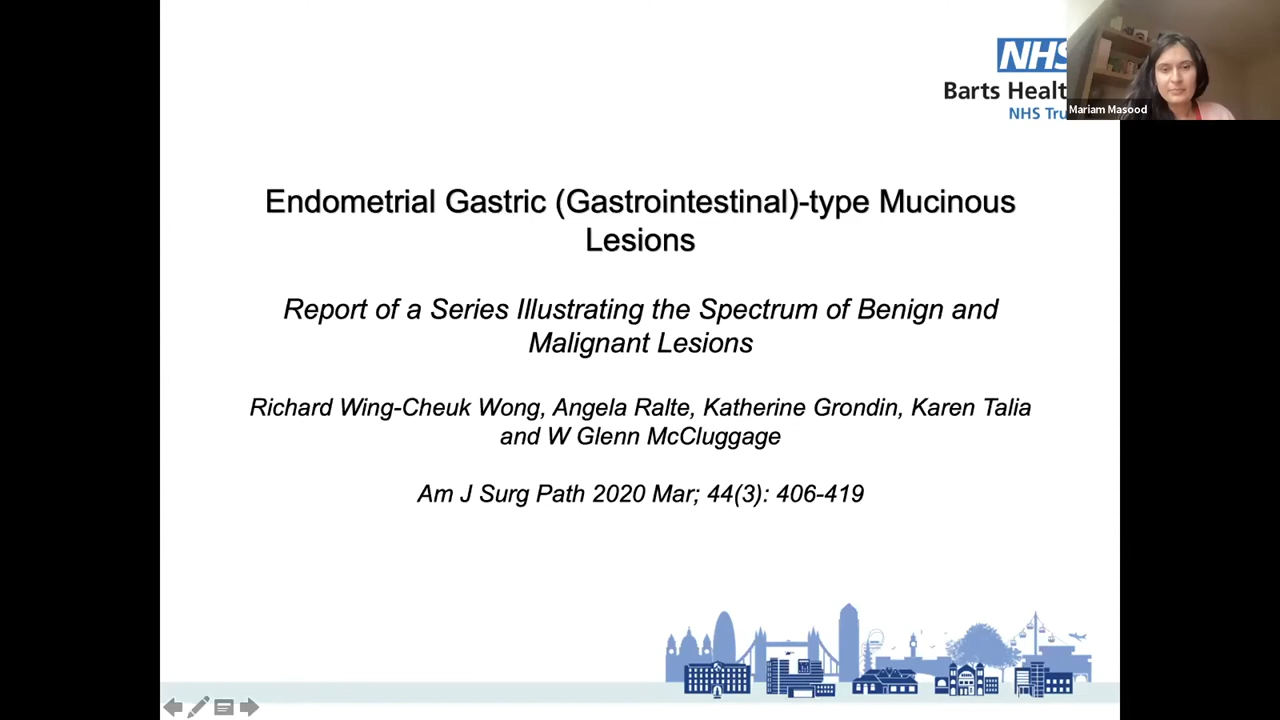 NHS
Barts Healt
NHS Tru
Mariam Masood
Endometrial Gastric (Gastrointestinal)-type Mucinous
Lesions
Report of a Series Illustrating the Spectrum of Benign and
Malignant Lesions
Richard Wing-Cheuk Wong, Angela Ralte, Katherine Grondin, Karen Talia
and W Glenn McCluggage
Am J Surg Path 2020 Mar; 44(3): 406-419